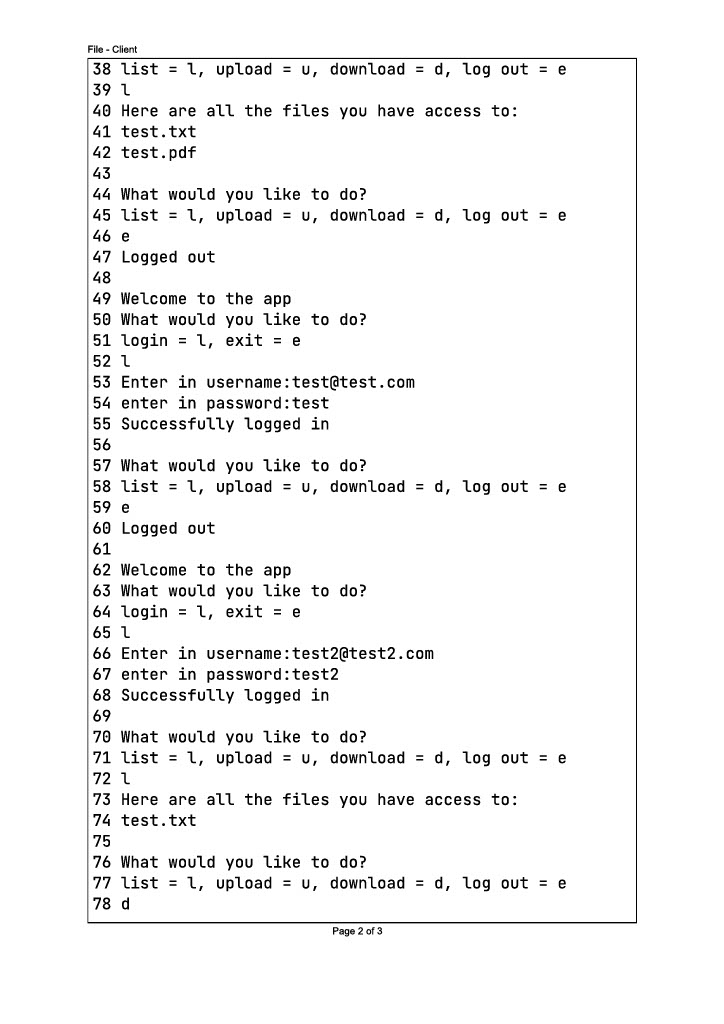 File - Client
38 list = l, upload = u, download = d, log out = e
39 l
40 Here are all the files you have access to:
41 test.txt
42 test.pdf
43
44 What would you like to do?
45 list = l, upload = u, download = d, log out = e
46 e
47 Logged out
48
49 Welcome to the app
50 What would you like to do?
51 login = l, exit = e
52 l
53 Enter in username:test@test.com
54 enter in password:test
55 Successfully logged in
56
57 What would you like to do?
58 list = l, upload = u, download = d, log out = e
59 e
60 Logged out
61
62 Welcome to the app
63 What would you like to do?
64 login = l, exit = e
65 l
66 Enter in username:test2@test2.com
67 enter in password:test2
68 Successfully logged in
69
70 What would you like to do?
71 list = l, upload = u, download = d, log out = e
72 l
73 Here are all the files you have access to:
74 test.txt
75
76 What would you like to do?
77 list = l, upload = u, download = d, log out = e
78 d
Page 2 of 3